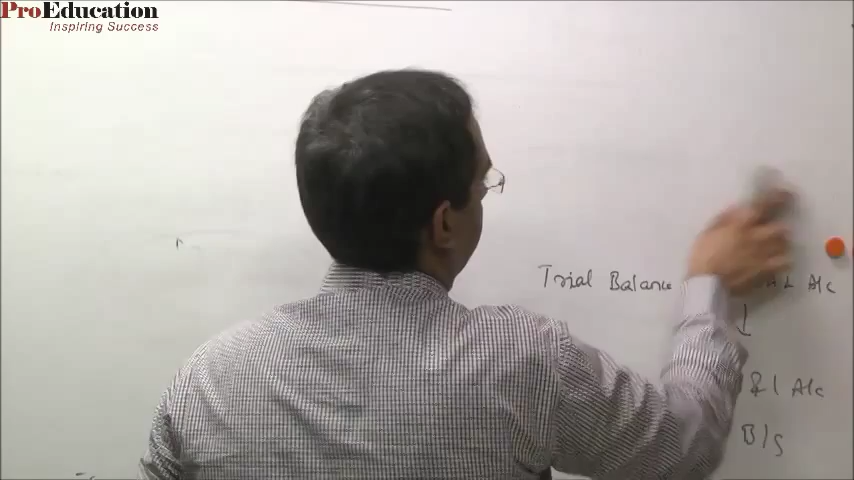 ProEducation
Inspiring Success
Trial Balance
A/c
& L A/c
B/S